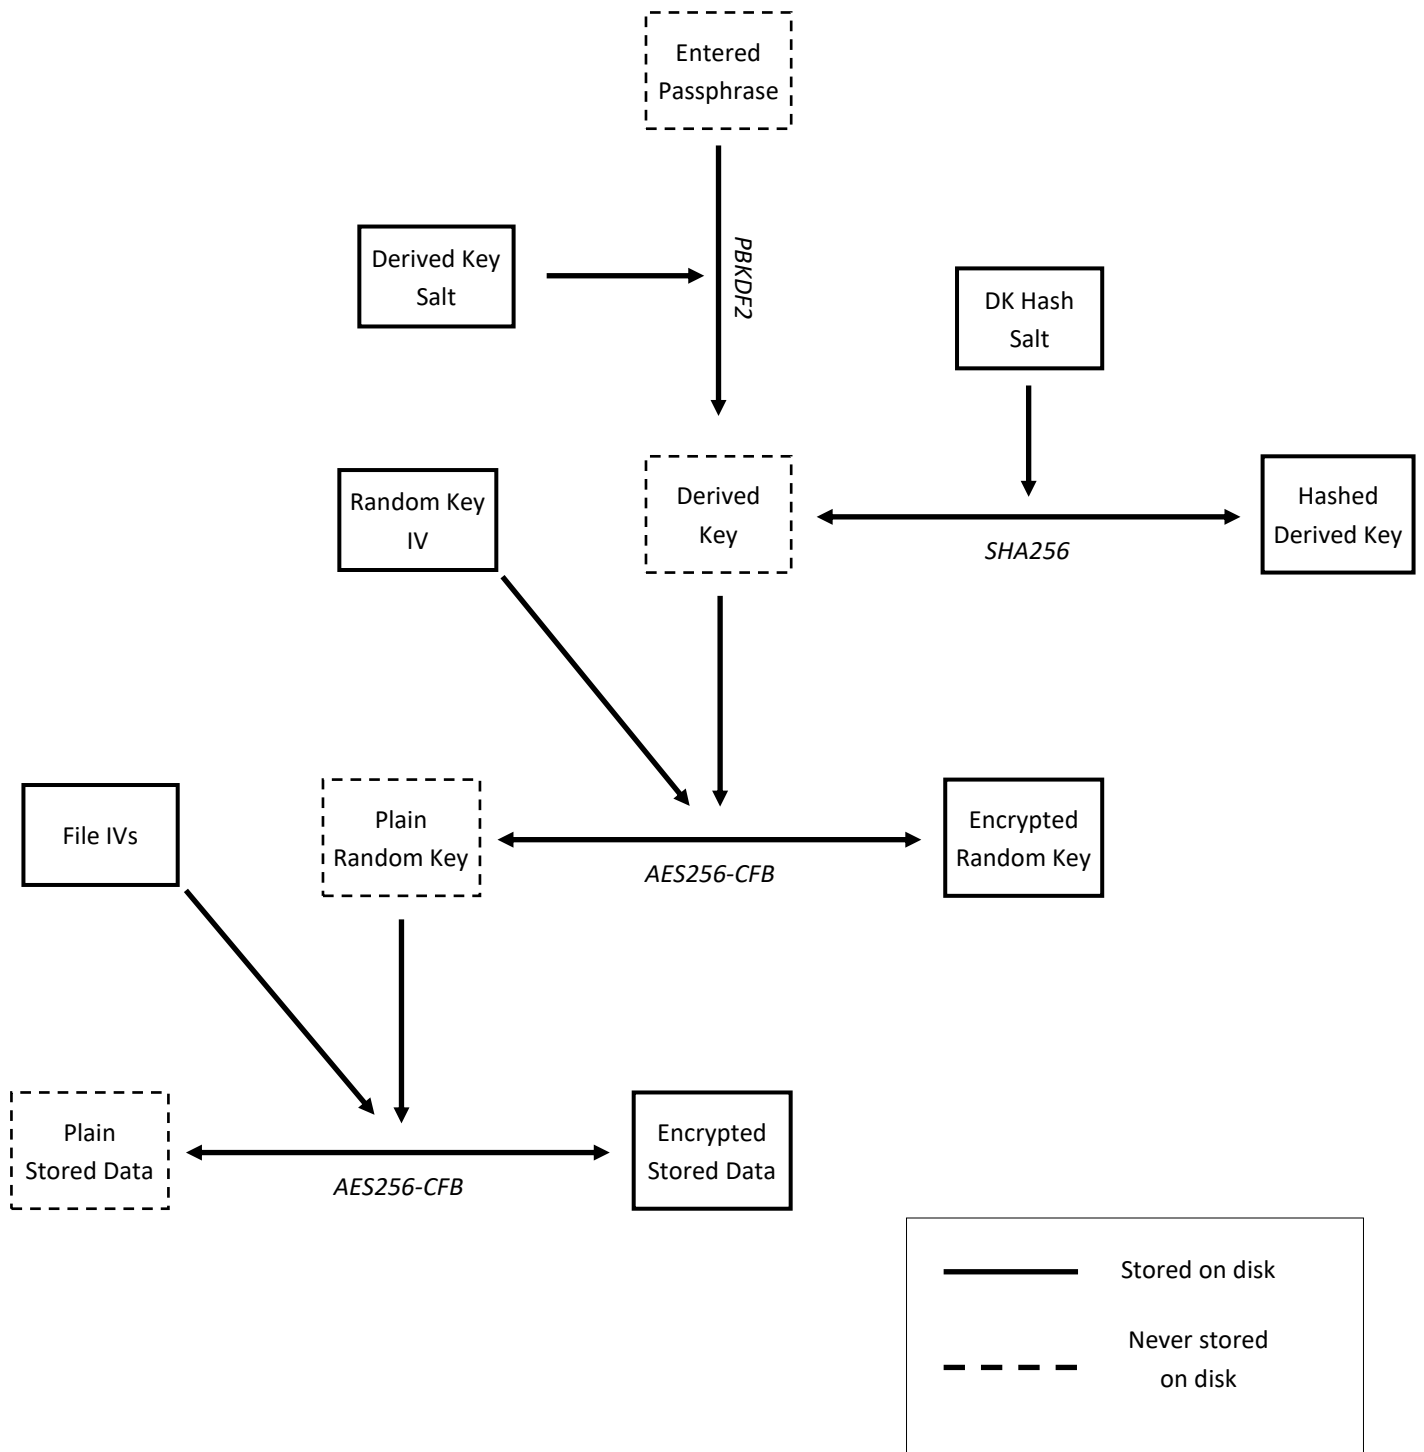 Entered
Passphrase
PBKDF2
Derived Key
Salt
DK Hash
Salt
Random Key
IV
Derived
Key
SHA256
Hashed
Derived Key
File IVs
Plain
Random Key
AES256-CFB
Encrypted
Random Key
Plain
Stored Data
AES256-CFB
Encrypted
Stored Data
Stored on disk
Never stored
on disk